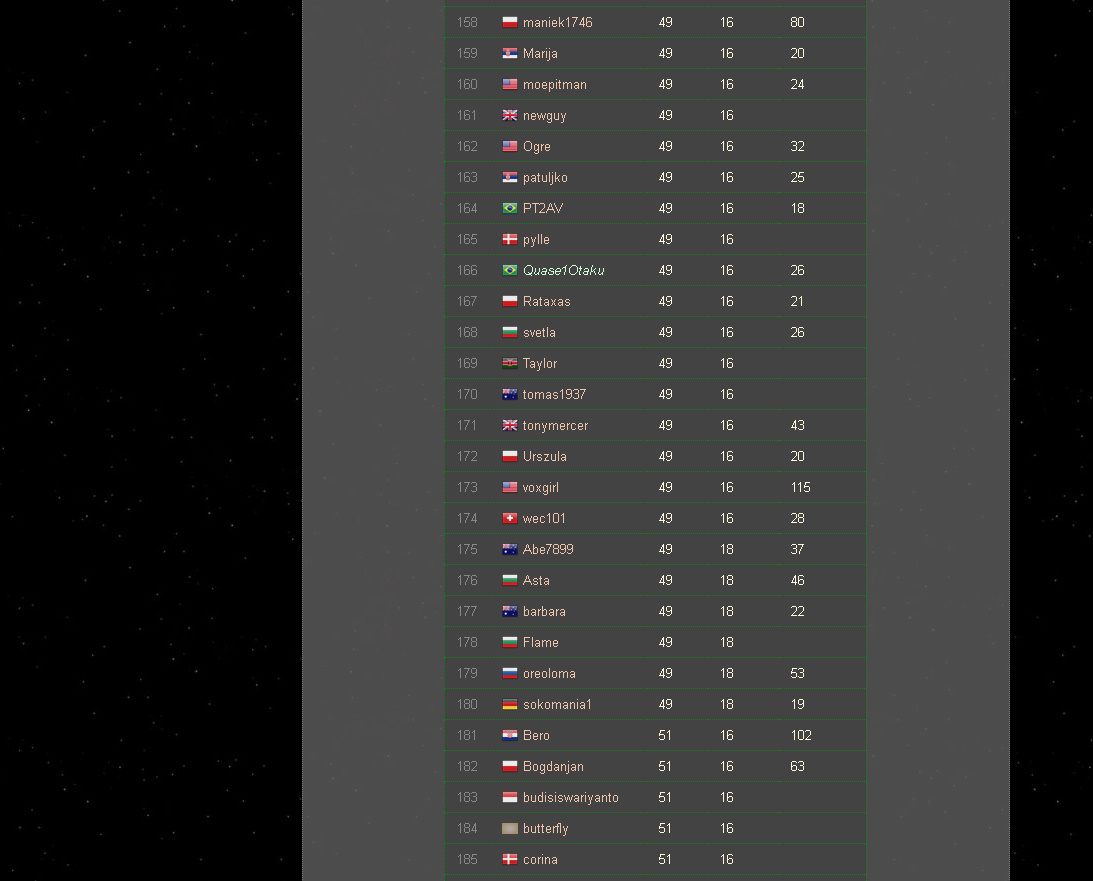 158 maniek1746 49 16 80
159 Marija 49 16 20
160 moepitman 49 16 24
161 newguy 49 16
162 Ogre 49 16 32
163 patuljko 49 16 25
164 PT2AV 49 16 18
165 pylle 49 16
166 Quase1Otaku 49 16 26
167 Rataxas 49 16 21
168 svetla 49 16 26
169 Taylor 49 16
170 tomas1937 49 16
171 tonymercer 49 16 43
172 Urszula 49 16 20
173 voxgirl 49 16 115
174 wec101 49 16 28
175 Abe7899 49 18 37
176 Asta 49 18 46
177 barbara 49 18 22
178 Flame 49 18
179 oreoloma 49 18 53
180 sokomania1 49 18 19
181 Bero 51 16 102
182 Bogdanjan 51 16 63
183 budisiswariyanto 51 16
184 butterfly 51 16
185 corina 51 16